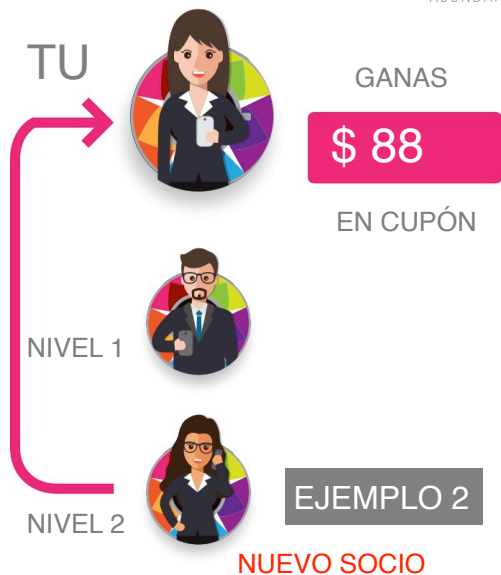 TU
GANAS
$ 88
EN CUPÓN
NIVEL 1
EJEMPLO 2
NIVEL 2
NUEVO SOCIO